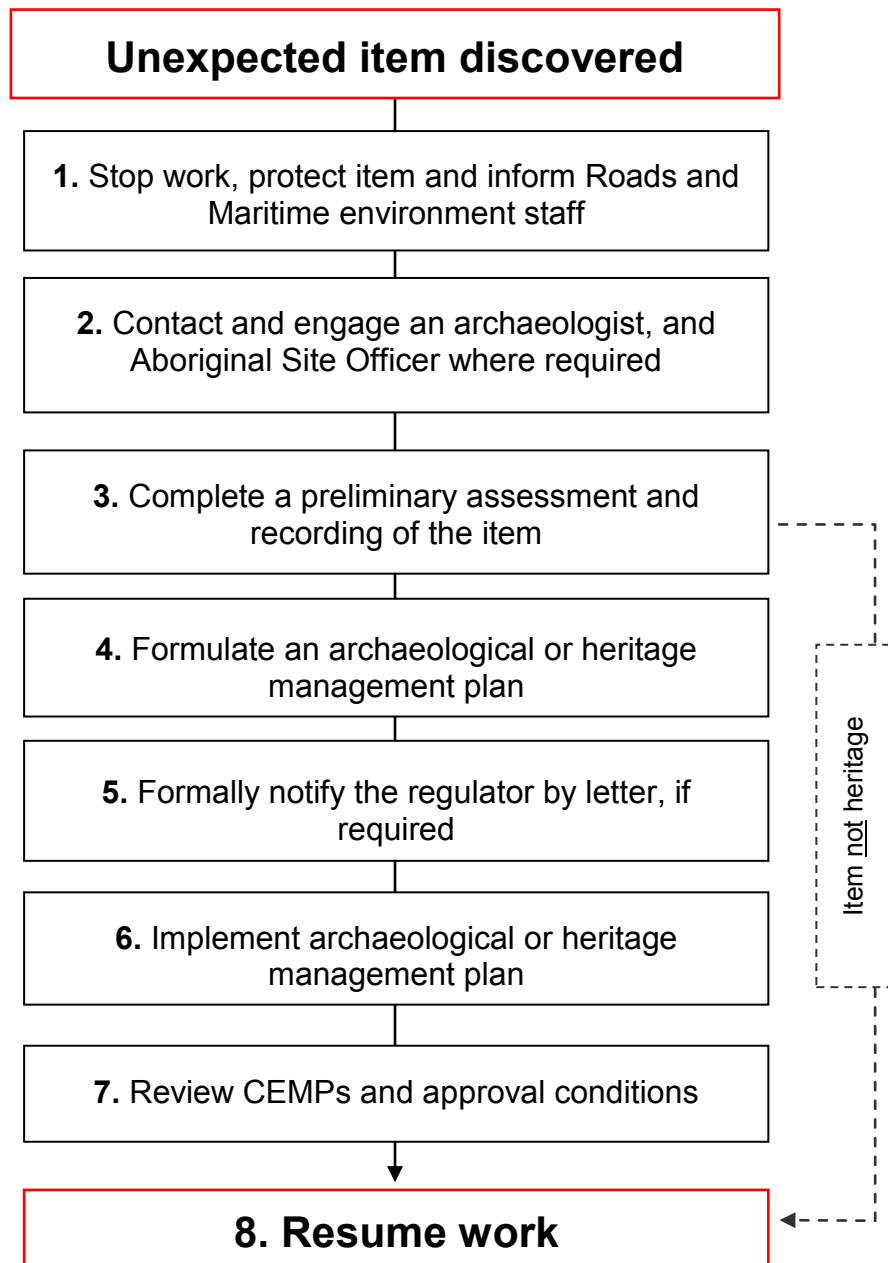 Unexpected item discovered
1. Stop work, protect item and inform Roads and
Maritime environment staff
2. Contact and engage an archaeologist, and
Aboriginal Site Officer where required
3. Complete a preliminary assessment and
recording of the item
4. Formulate an archaeological or heritage
management plan
Item not heritage
5. Formally notify the regulator by letter, if
required
6. Implement archaeological or heritage
management plan
7. Review CEMPs and approval conditions
8. Resume work